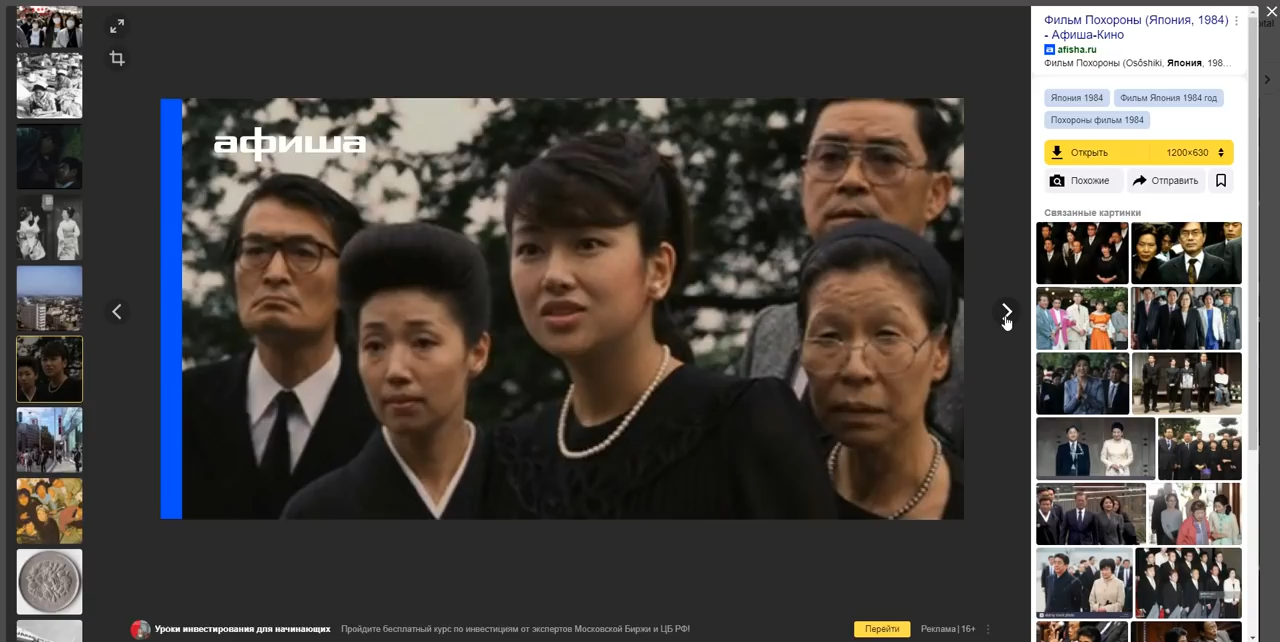 афиша
Фильм Похороны (Япония, 1984)
- Афиша-Кино
afisha.ru
Фильм Похороны (Osôshiki, Япония, 198...
Япония 1984
Фильм Япония 1984 год
Похороны фильм 1984
Открыть
1200×630
Похожие
Отправить
Связанные картинки
Уроки инвестирования для начинающих
Пройдите бесплатный курс по инвестициям от экспертов Московской Биржи и ЦБ РФ!
Перейти
Реклама | 16+